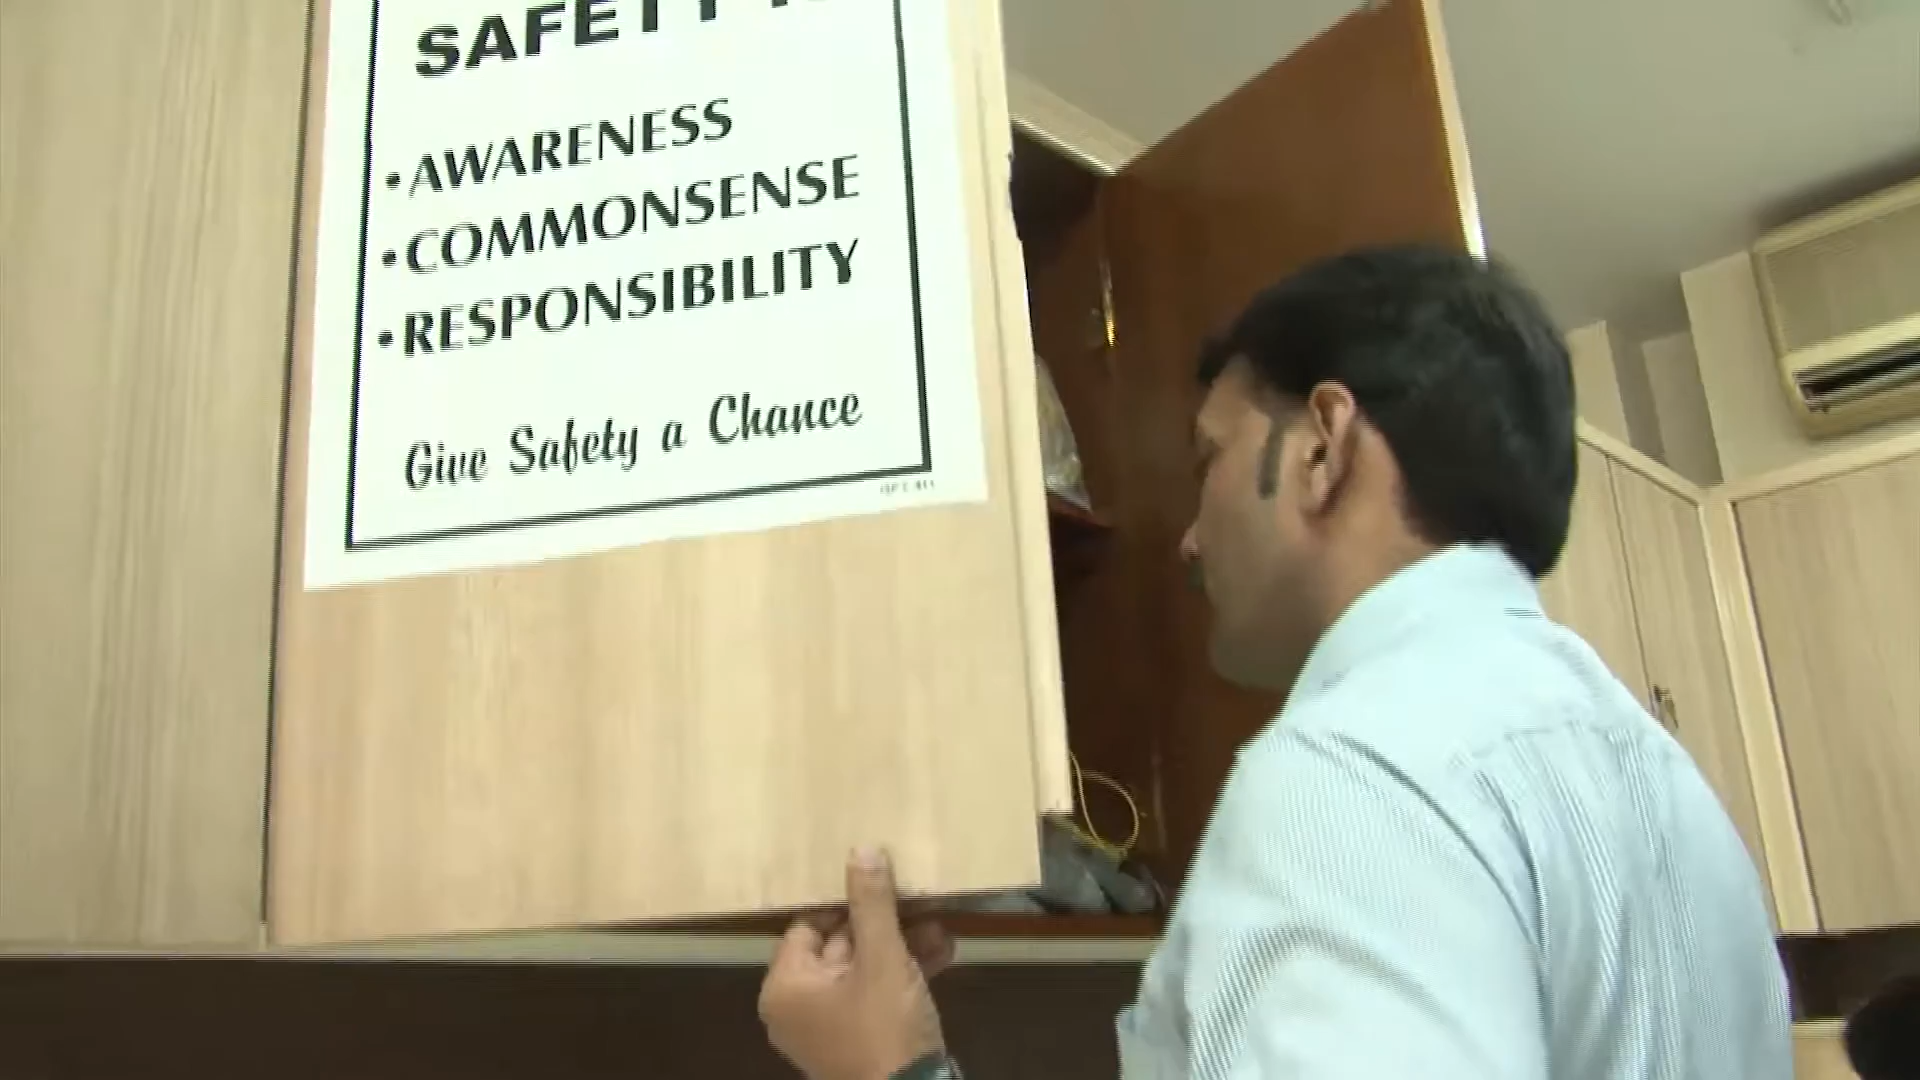 SAFETY
•AWARENESS
•COMMONSENSE
•RESPONSIBILITY
Give Safety a Chance